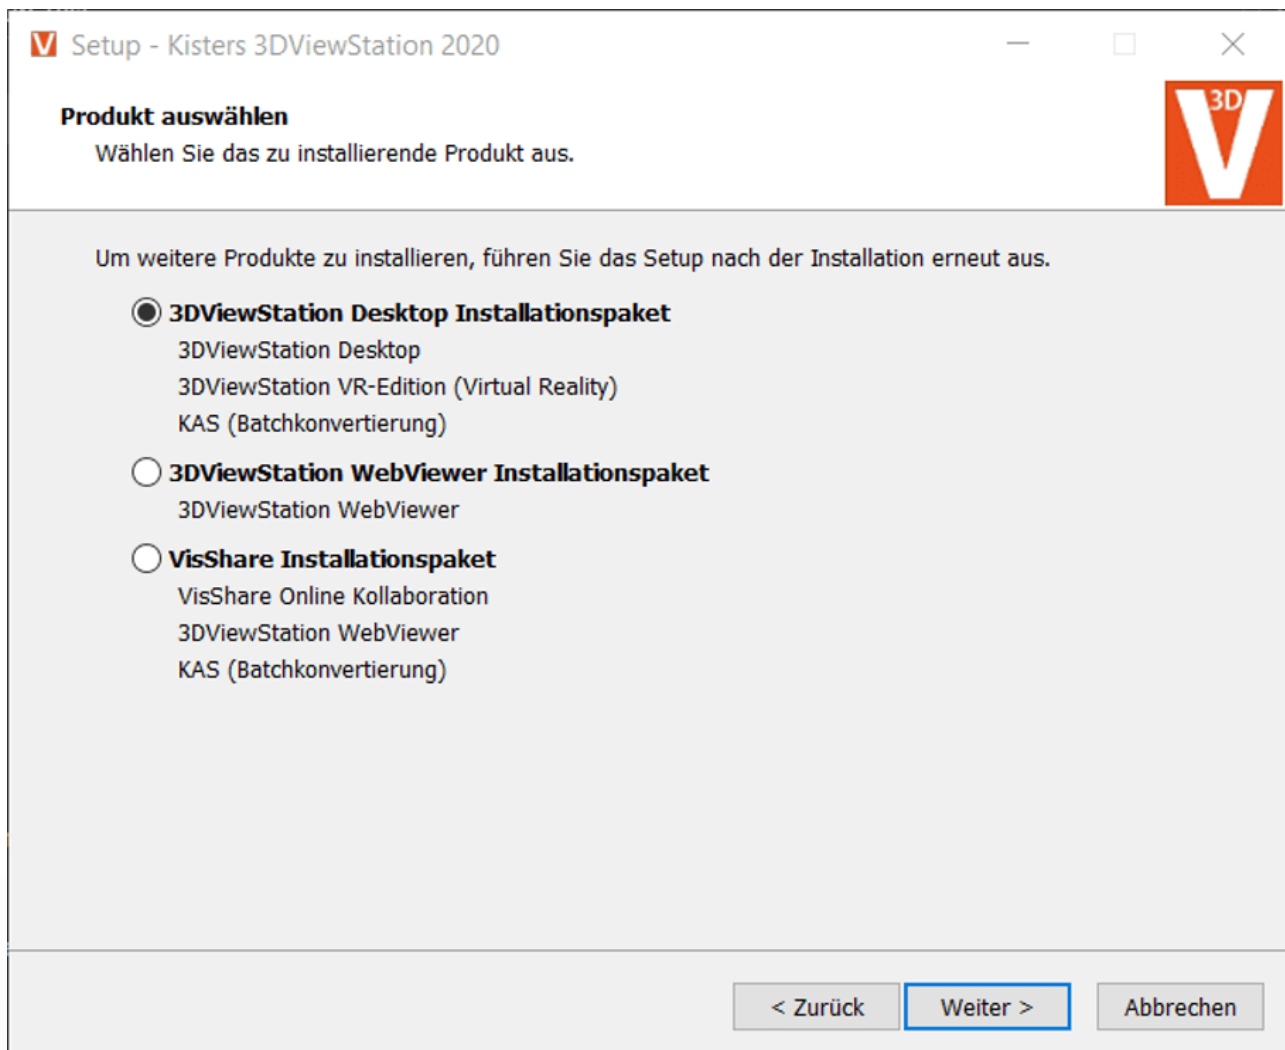 Setup - Kisters 3DViewStation 2020
Produkt auswählen
Wählen Sie das zu installierende Produkt aus.
3D
V
Um weitere Produkte zu installieren, führen Sie das Setup nach der Installation erneut aus.
3DViewStation Desktop Installationspaket
3DViewStation Desktop
3DViewStation VR-Edition (Virtual Reality)
KAS (Batchkonvertierung)
3DViewStation WebViewer Installationspaket
3DViewStation WebViewer
VisShare Installationspaket
VisShare Online Kollaboration
3DViewStation WebViewer
KAS (Batchkonvertierung)
< Zurück
Weiter >
Abbrechen